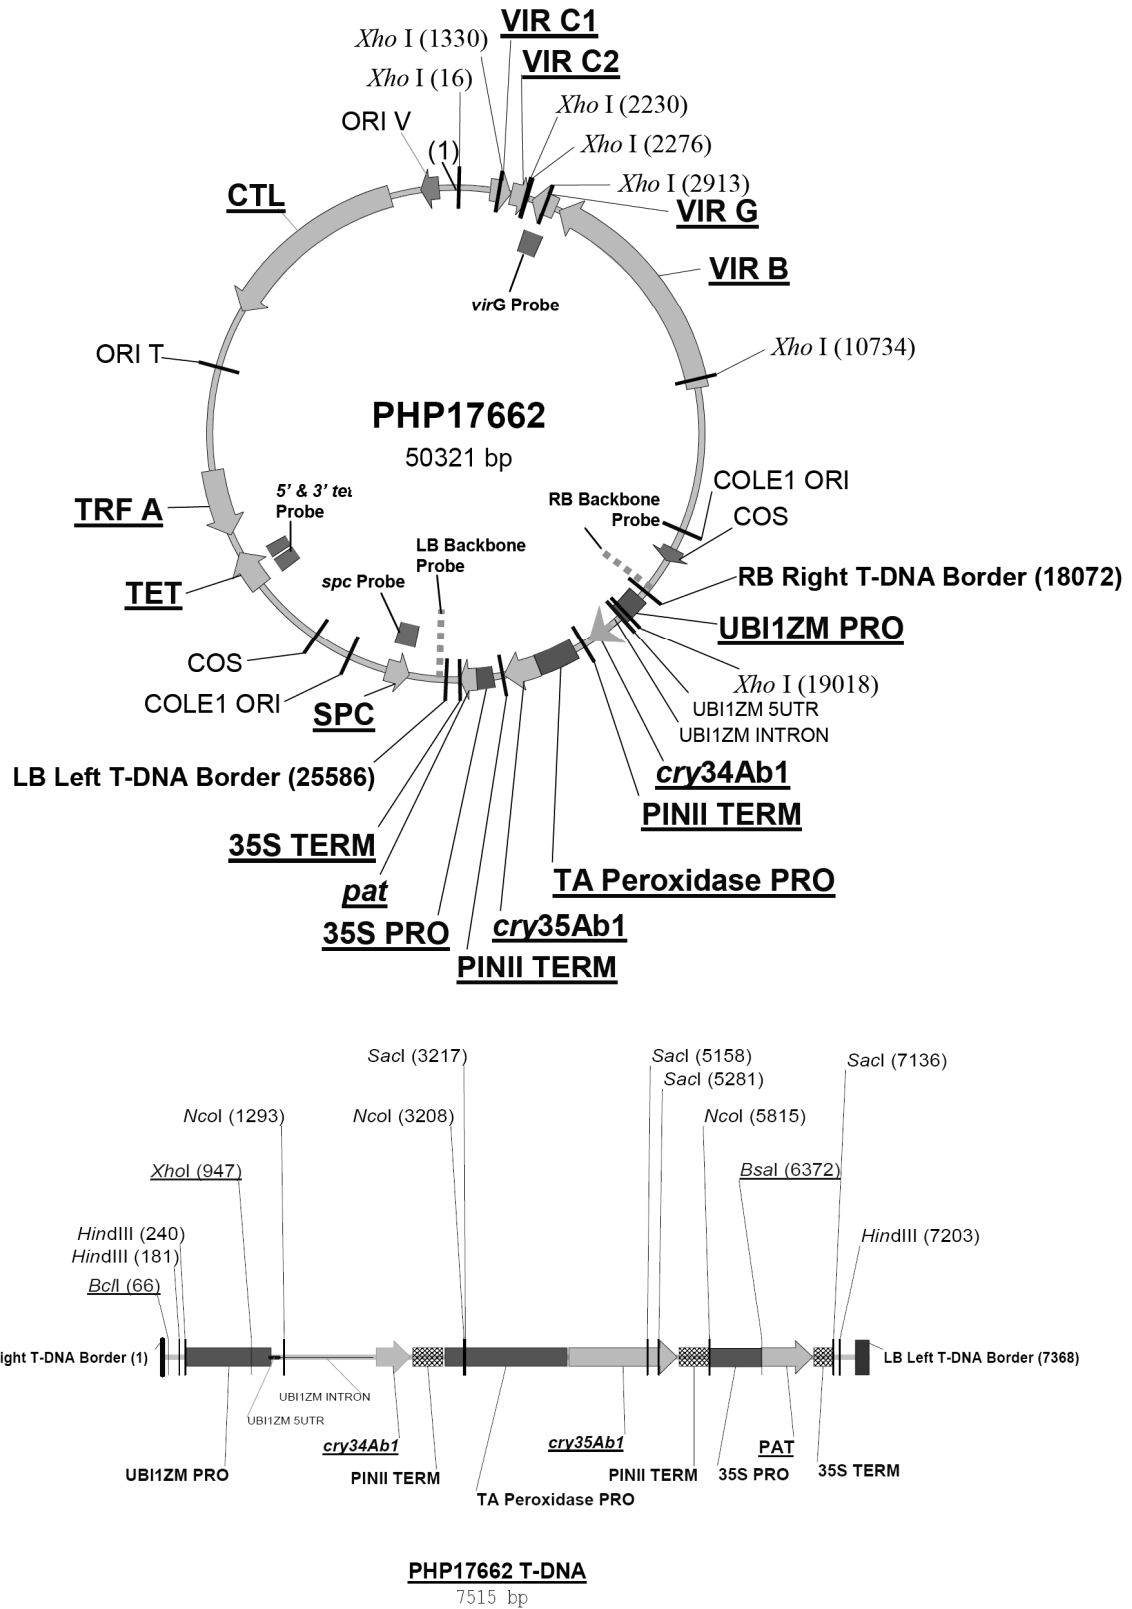 VIR C1
Xho I (1330)
VIR C2
Xho I (16)
Xho I (2230)
ORI V
(1)
Xho I (2276)
Xho I (2913)
CTL
VIR G
VIR B
virG Probe
Xho I (10734)
ORI T
PHP17662
50321 bp
COLE1 ORI
5' & 3' tet
Probe
RB Backbone
Probe
TRF A
COS
LB Backbone
Probe
spc Probe
RB Right T-DNA Border (18072)
TET
UBI1ZM PRO
COS
Xho I (19018)
COLE1 ORI
SPC
UBI1ZM 5UTR
UBI1ZM INTRON
LB Left T-DNA Border (25586)
cry34Ab1
PINII TERM
35S TERM
TA Peroxidase PRO
pat
35S PRO
cry35Ab1
PINII TERM
SacI (3217)
SacI (5158)
SacI (7136)
SacI (5281)
NcoI (1293)
NcoI (3208)
NcoI (5815)
XhoI (947)
BsaI (6372)
HindIII (240)
HindIII (7203)
HindIII (181)
BclI (66)
ight T-DNA Border (1)
LB Left T-DNA Border (7368)
UBI1ZM INTRON
UBI1ZM 5UTR
cry34Ab1
cry35Ab1
PAT
UBI1ZM PRO
PINII TERM
PINII TERM
35S PRO
35S TERM
TA Peroxidase PRO
PHP17662 T-DNA
7515 bp